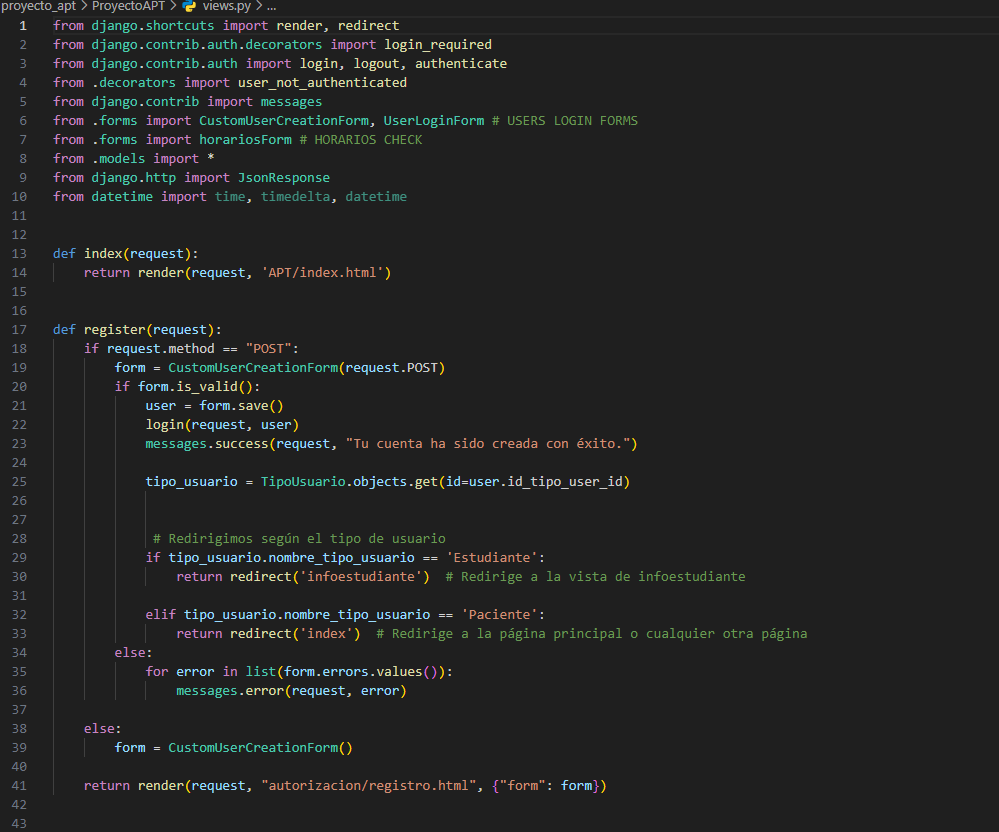 proyecto_apt > ProyectoAPT > views.py > ...
1 from django.shortcuts import render, redirect
2 from django.contrib.auth.decorators import login_required
3 from django.contrib.auth import login, logout, authenticate
4 from .decorators import user_not_authenticated
5 from django.contrib import messages
6 from .forms import CustomUserCreationForm, UserLoginForm # USERS LOGIN FORMS
7 from .forms import horariosForm # HORARIOS CHECK
8 from .models import *
9 from django.http import JsonResponse
10 from datetime import time, timedelta, datetime
11
12
13 def index(request):
14     return render(request, 'APT/index.html')
15
16
17 def register(request):
18     if request.method == "POST":
19         form = CustomUserCreationForm(request.POST)
20         if form.is_valid():
21             user = form.save()
22             login(request, user)
23             messages.success(request, "Tu cuenta ha sido creada con éxito.")
24
25             tipo_usuario = TipoUsuario.objects.get(id=user.id_tipo_user_id)
26
27
28              # Redirigimos según el tipo de usuario
29             if tipo_usuario.nombre_tipo_usuario == 'Estudiante':
30                 return redirect('infoestudiante')  # Redirige a la vista de infoestudiante
31
32             elif tipo_usuario.nombre_tipo_usuario == 'Paciente':
33                 return redirect('index')  # Redirige a la página principal o cualquier otra página
34         else:
35             for error in list(form.errors.values()):
36                 messages.error(request, error)
37
38     else:
39         form = CustomUserCreationForm()
40
41     return render(request, "autorizacion/registro.html", {"form": form})
42
43